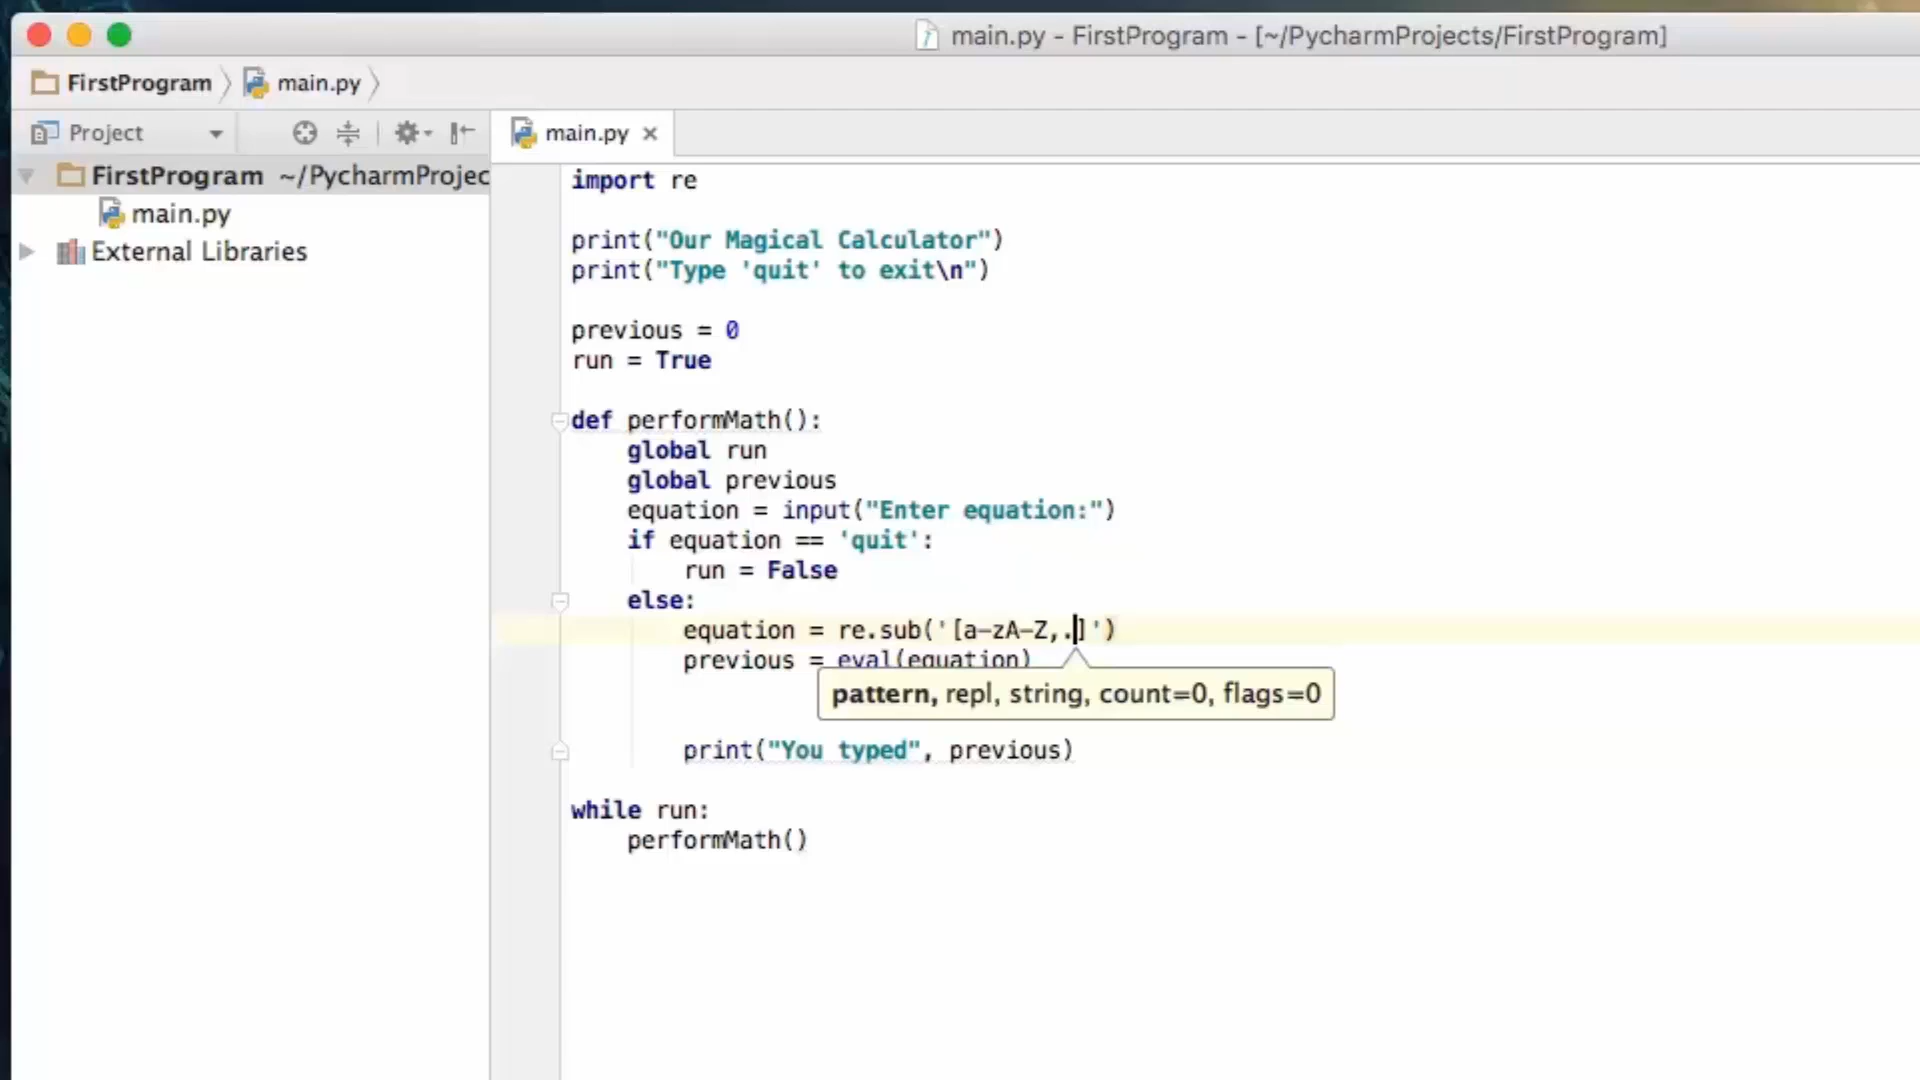 main.py - FirstProgram - [~/PycharmProjects/FirstProgram]
FirstProgram main.py
Project
main.py
FirstProgram ~/PycharmProjec
main.py
External Libraries
import re
print("Our Magical Calculator")
print("Type 'quit' to exit\n")
previous = 0
run = True
def performMath():
global run
global previous
equation = input("Enter equation:")
if equation == 'quit':
run = False
else:
equation = re.sub('[a-zA-Z,.]')
previous = eval(equation)
pattern, repl, string, count=0, flags=0
print("You typed", previous)
while run:
performMath()